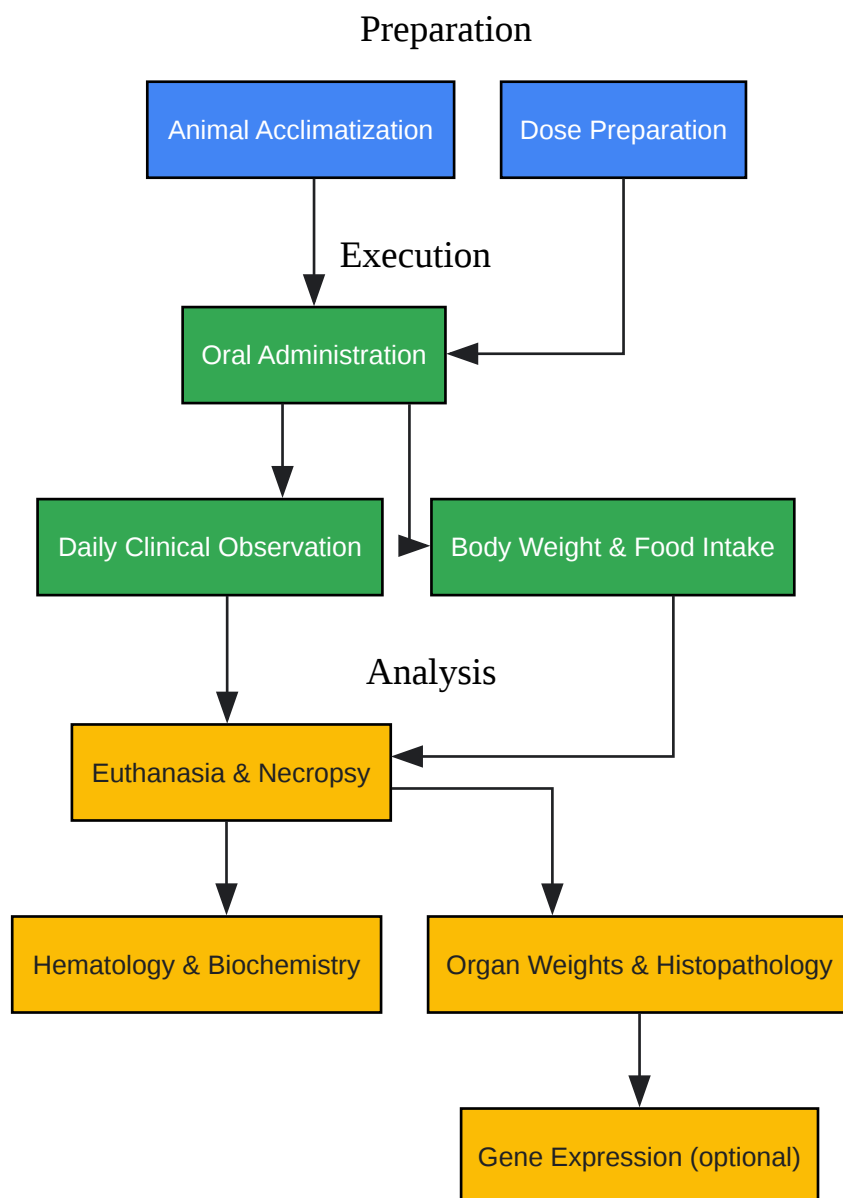 Preparation
Animal Acclimatization
Dose Preparation
Execution
Oral Administration
Daily Clinical Observation
Body Weight & Food Intake
Analysis
Euthanasia & Necropsy
Hematology & Biochemistry
Organ Weights & Histopathology
Gene Expression (optional)